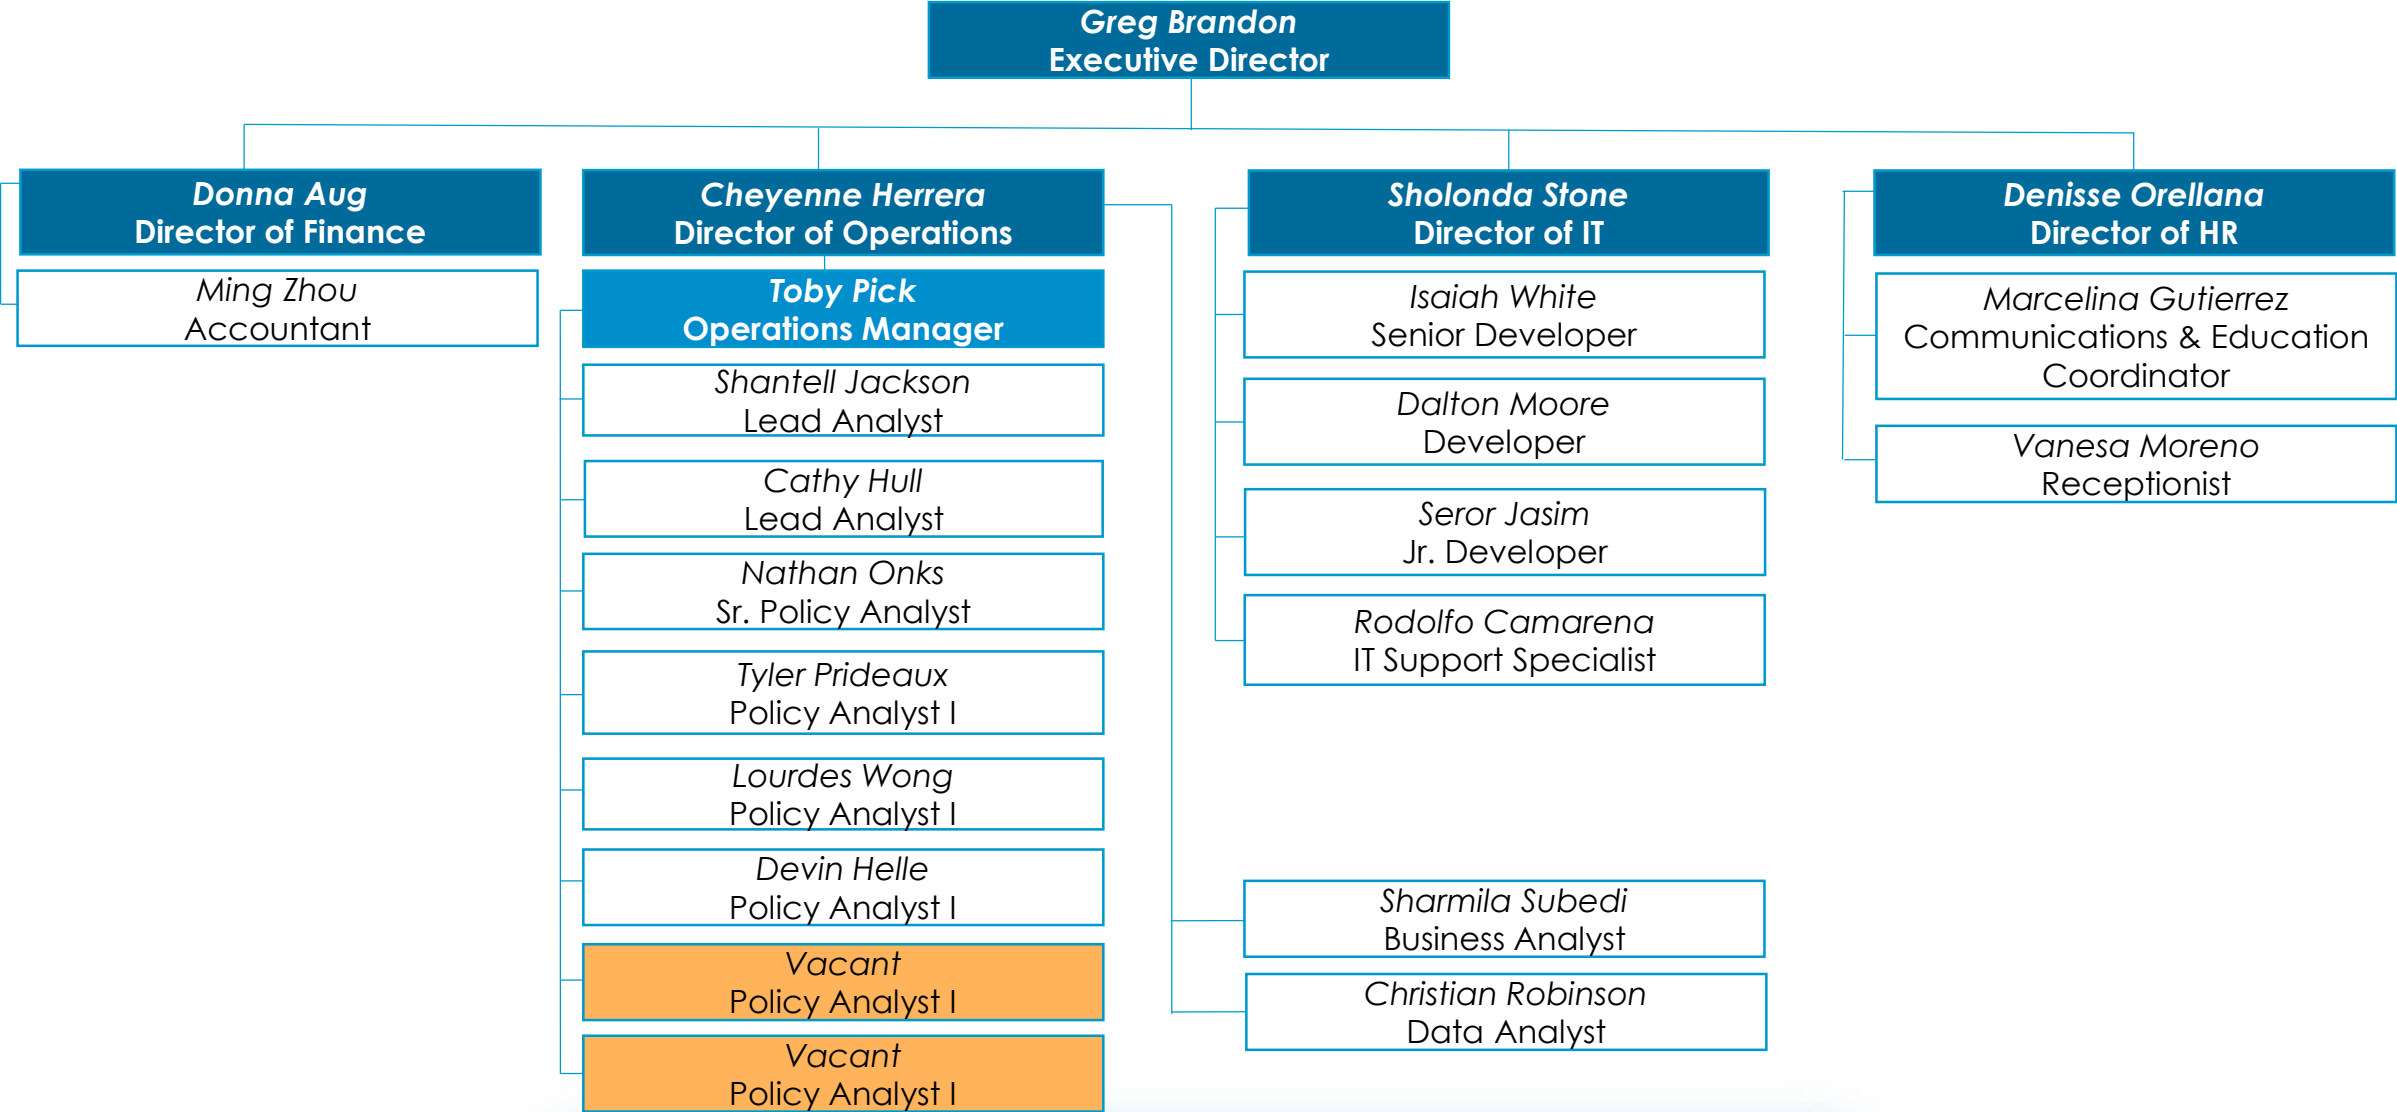 Greg Brandon
Executive Director
Donna Aug
Director of Finance
Ming Zhou
Accountant
Cheyenne Herrera
Director of Operations
Toby Pick
Operations Manager
Shantell Jackson
Lead Analyst
Cathy Hull
Lead Analyst
Nathan Onks
Sr. Policy Analyst
Tyler Prideaux
Policy Analyst I
Lourdes Wong
Policy Analyst I
Devin Helle
Policy Analyst I
Vacant
Policy Analyst I
Vacant
Policy Analyst I
Sholonda Stone
Director of IT
Isaiah White
Senior Developer
Dalton Moore
Developer
Seror Jasim
Jr. Developer
Rodolfo Camarena
IT Support Specialist
Sharmila Subedi
Business Analyst
Christian Robinson
Data Analyst
Denisse Orellana
Director of HR
Marcelina Gutierrez
Communications & Education
Coordinator
Vanesa Moreno
Receptionist